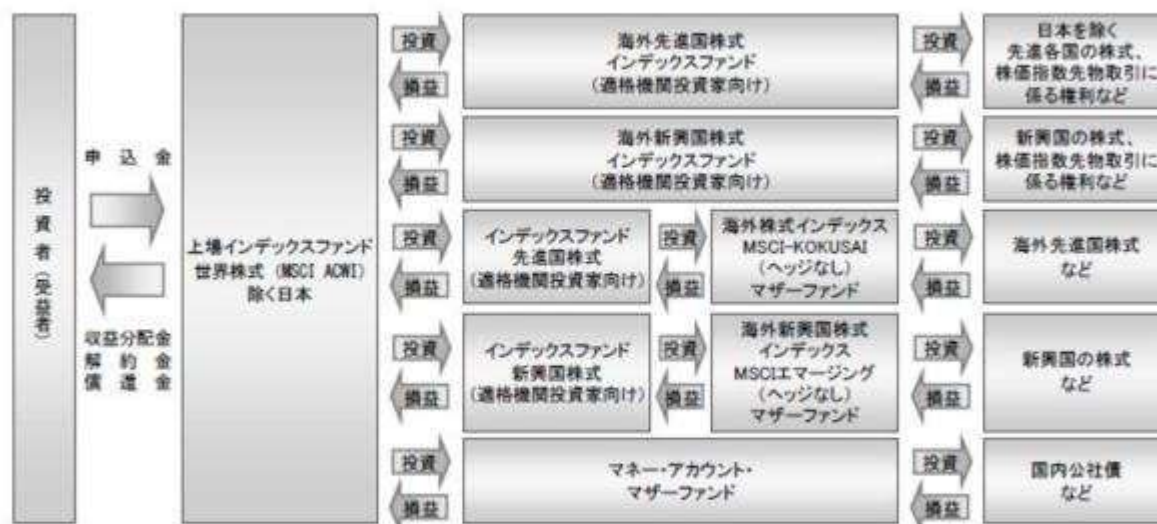 投資者(受益者)
申込金
収益分配金
解約金
償還金
上場インデックスファンド
世界株式(MSCI ACWI)
除く日本
投資
損益
海外先進国株式
インデックスファンド
(適格機関投資家向け)
投資
損益
日本を除く
先進各国の株式、
株価指数先物取引に
係る権利など
投資
損益
海外新興国株式
インデックスファンド
(適格機関投資家向け)
投資
損益
新興国の株式、
株価指数先物取引に
係る権利など
投資
損益
インデックスファンド
先進国株式
(適格機関投資家向け)
投資
損益
海外株式インデックス
MSCI-KOKUSAI
(ヘッジなし)
マザーファンド
投資
損益
海外先進国株式
など
投資
損益
インデックスファンド
新興国株式
(適格機関投資家向け)
投資
損益
海外新興国株式
インデックス
MSCIエマージング
(ヘッジなし)
マザーファンド
投資
損益
新興国の株式
など
投資
損益
マネー・アカウント・
マザーファンド
投資
損益
国内公社債
など